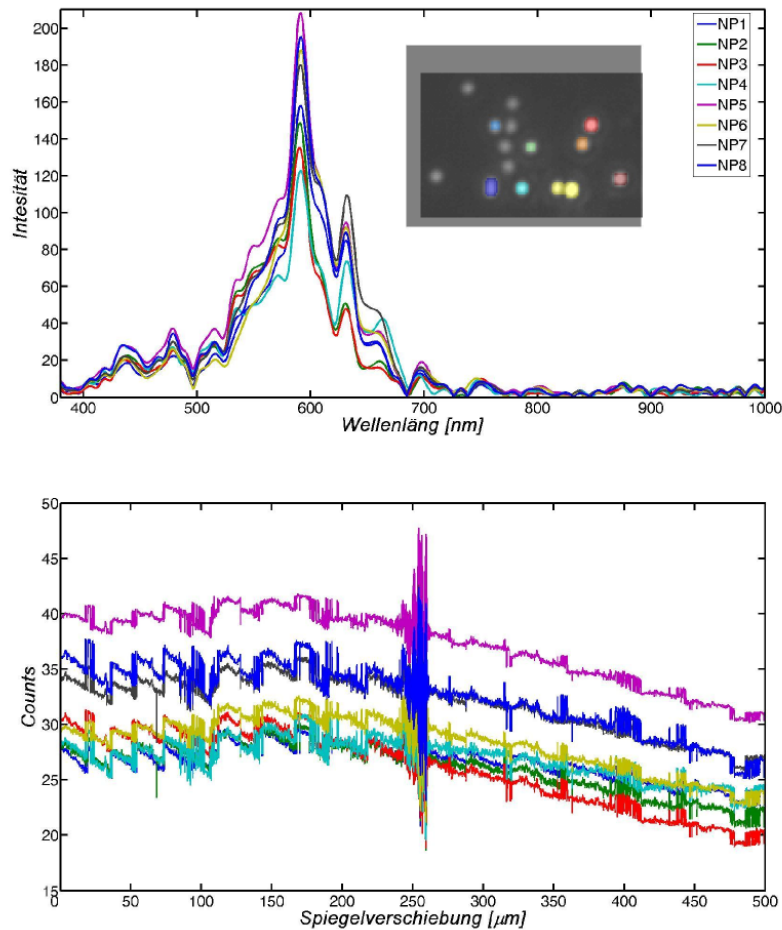 Intesität
200
180
160
140
120
100
80
60
40
20
0
400 500 600 700 800 900 1000
Wellenläng [nm]
NP1
NP2
NP3
NP4
NP5
NP6
NP7
NP8
Counts
50
45
40
35
30
25
20
15
0 50 100 150 200 250 300 350 400 450 500
Spiegelverschiebung [μm]